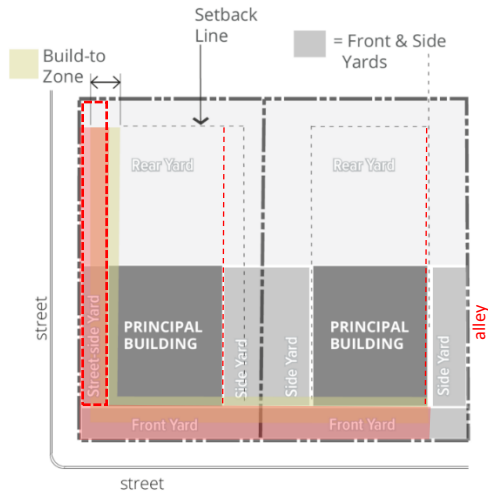 Setback
Line
= Front & Side
Yards
Build-to
Zone
Rear Yard
Rear Yard
street
Street-side Yard
PRINCIPAL
BUILDING
Side Yard
Side Yard
PRINCIPAL
BUILDING
Side Yard
alley
Front Yard
Front Yard
street